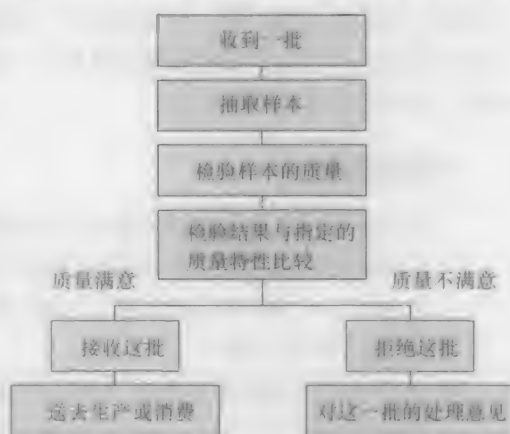 收到一批
抽取样本
检验样本的质量
检验结果与指定的
质量特性比较
质量满意
质量不满意
接收这批
拒绝这批
送去生产或消费
对这一批的处理意见